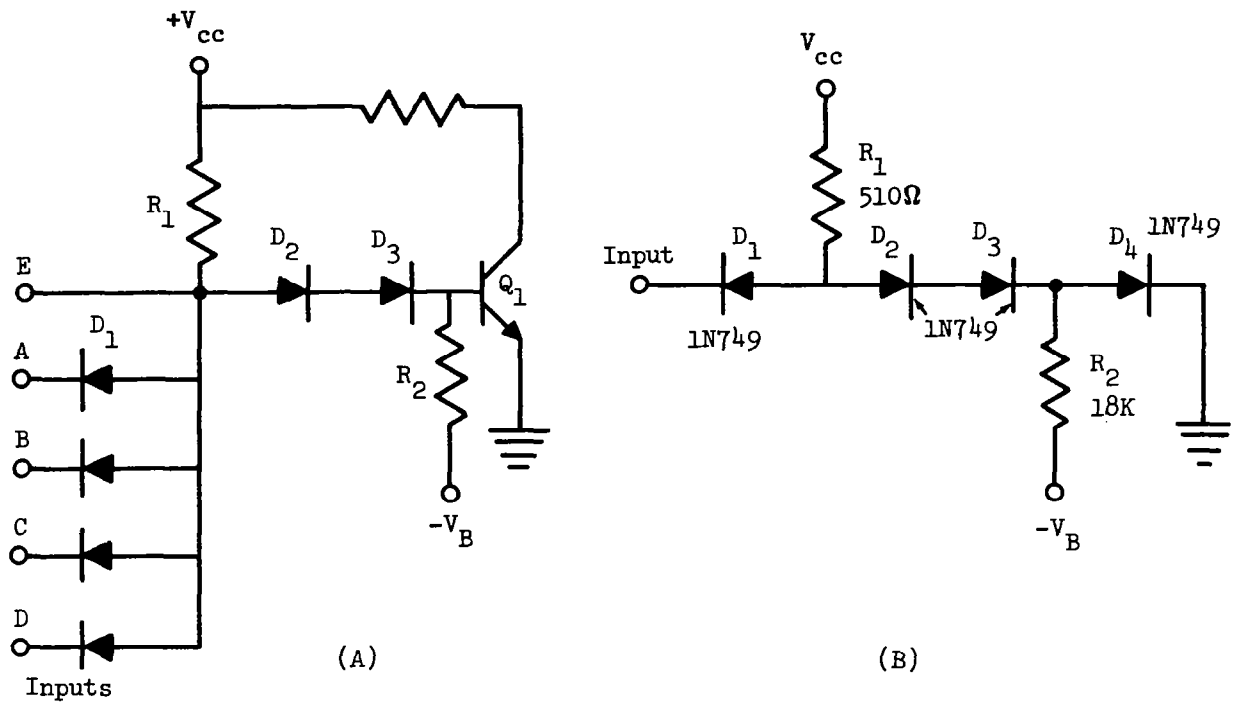 +Vcc
R1
D2
D3
Q1
E
D1
A
R2
B
-VB
C
D
Inputs
(A)
Vcc
R1
510Ω
Input
D1
D2
D3
D4
1N749
1N749
1N749
R2
18K
-VB
(B)